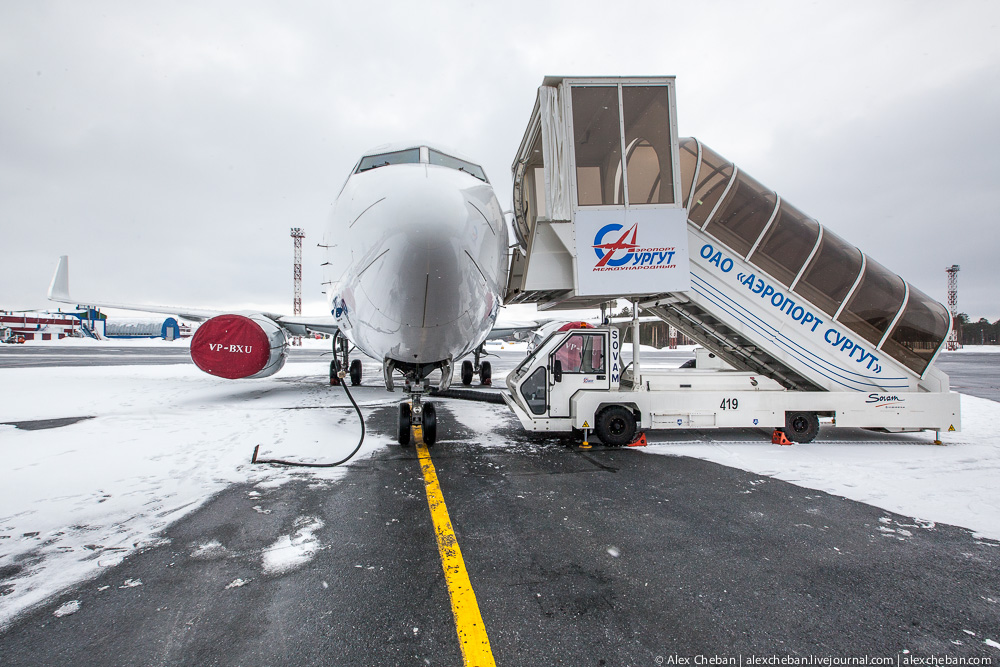 АЭРОПОРТ
СУРГУТ
МЕЖДУНАРОДНЫЙ
ОАО «АЭРОПОРТ СУРГУТ»
VP-BXU
SOVAM
419
Sovam
© Alex Cheban | alexcheban.livejournal.com | alexcheban.com